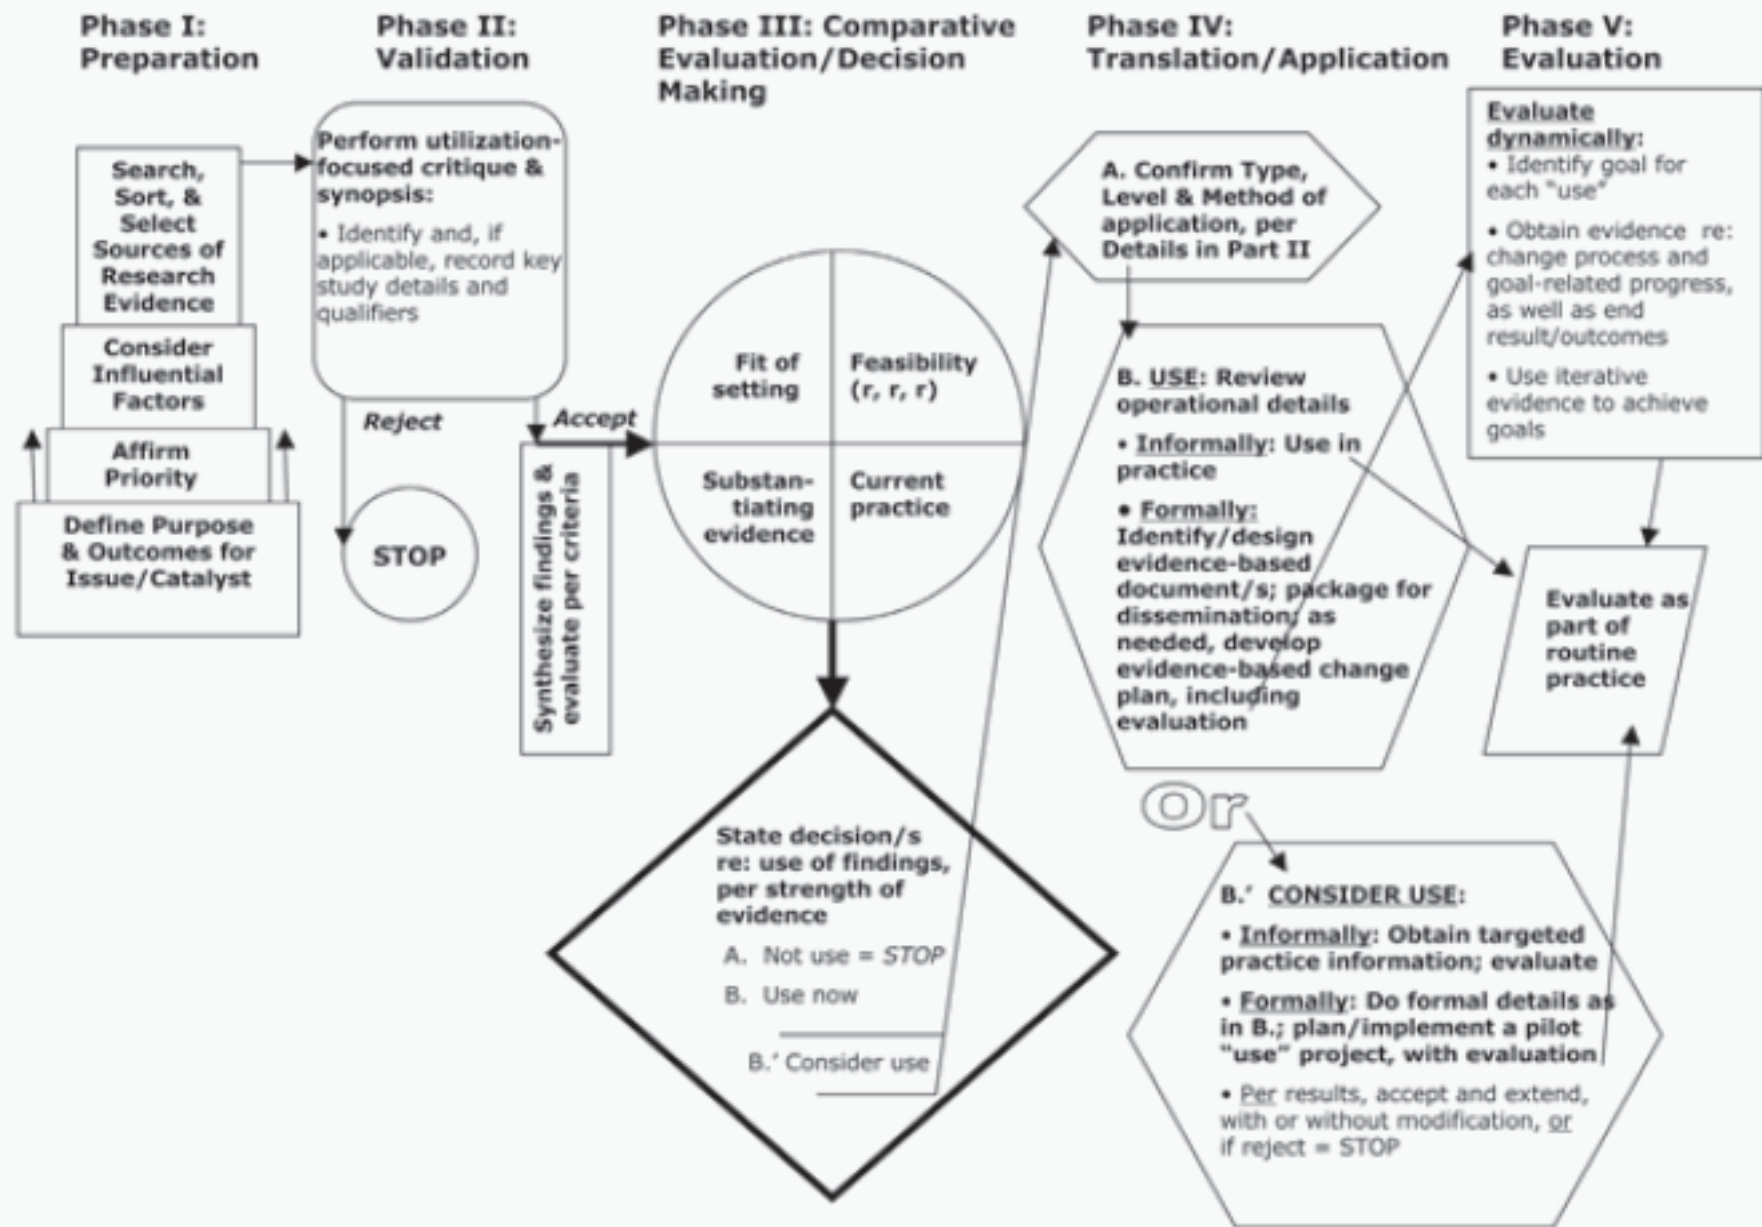 Phase I:
Preparation
Phase II:
Validation
Phase III: Comparative
Evaluation/Decision
Making
Phase IV:
Translation/Application
Phase V:
Evaluation
Search,
Sort, &
Select
Sources of
Research
Evidence
Consider
Influential
Factors
Affirm
Priority
Define Purpose
& Outcomes for
Issue/Catalyst
Perform utilization-
focused critique &
synopsis:
• Identify and, if
applicable, record key
study details and
qualifiers
Reject
Accept
STOP
Synthesize findings &
evaluate per criteria
Fit of
setting
Feasibility
(r, r, r)
Substan-
tiating
evidence
Current
practice
State decision/s
re: use of findings,
per strength of
evidence
A. Not use = STOP
B. Use now
B.' Consider use
A. Confirm Type,
Level & Method of
application, per
Details in Part II
B. USE: Review
operational details
• Informally: Use in
practice
• Formally:
Identify/design
evidence-based
document/s; package for
dissemination; as
needed, develop
evidence-based change
plan, including
evaluation
Or
B.' CONSIDER USE:
• Informally: Obtain targeted
practice information; evaluate
• Formally: Do formal details as
in B.; plan/implement a pilot
"use" project, with evaluation
• Per results, accept and extend,
with or without modification, or
if reject = STOP
Evaluate
dynamically:
• Identify goal for
each "use"
• Obtain evidence re:
change process and
goal-related progress,
as well as end
result/outcomes
• Use iterative
evidence to achieve
goals
Evaluate as
part of
routine
practice